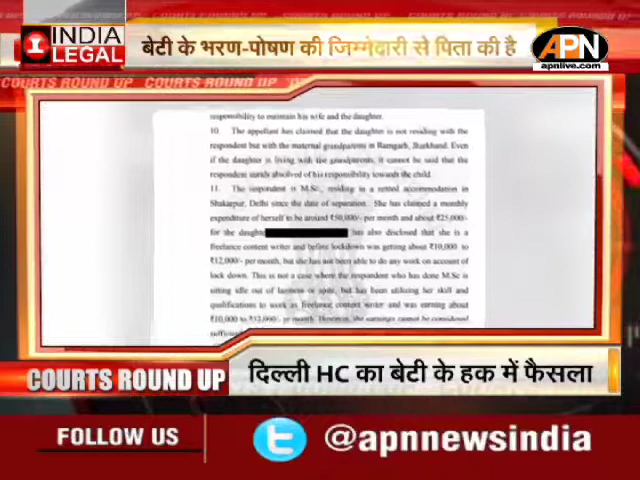 INDIA
1 LEGAL
बेटी के भरण-पोषण की जिम्मेदारी से पिता की है
APN
apnlive.com
COURTS ROUND UP COURTS ROUND UP
responsibility to maintain his wife and the daughter.
10. The appellant has claimed that the daughter is not residing with the
respondent but with the maternal grandparents in Ramgarh, Jharkhand. Even
if the daughter is living with the grandparents, it cannot be said that the
respondent stands absolved of his responsibility towards the child.
11. The respondent is M.Sc., residing in a rented accommodation in
Shakarpur, Delhi since the date of separation. She has claimed a monthly
expenditure of herself to be around ₹50,000/- per month and about ₹25,000/-
for the daughter has also disclosed that she is a
freelance content writer and before lockdown was getting about ₹10,000 to
₹12,000/- per month, but she has not been able to do any work on account of
lock down. This is not a case where the respondent who has done M.Sc is
sitting idle out of laziness or spite, but has been utilizing her skill and
qualifications to work as freelance content writer and was earning about
₹10,000 to ₹12,000/- per month. However, the earnings cannot be considered
COURTS ROUND UP
दिल्ली HC का बेटी के हक में फैसला
FOLLOW US
@apnnewsindia